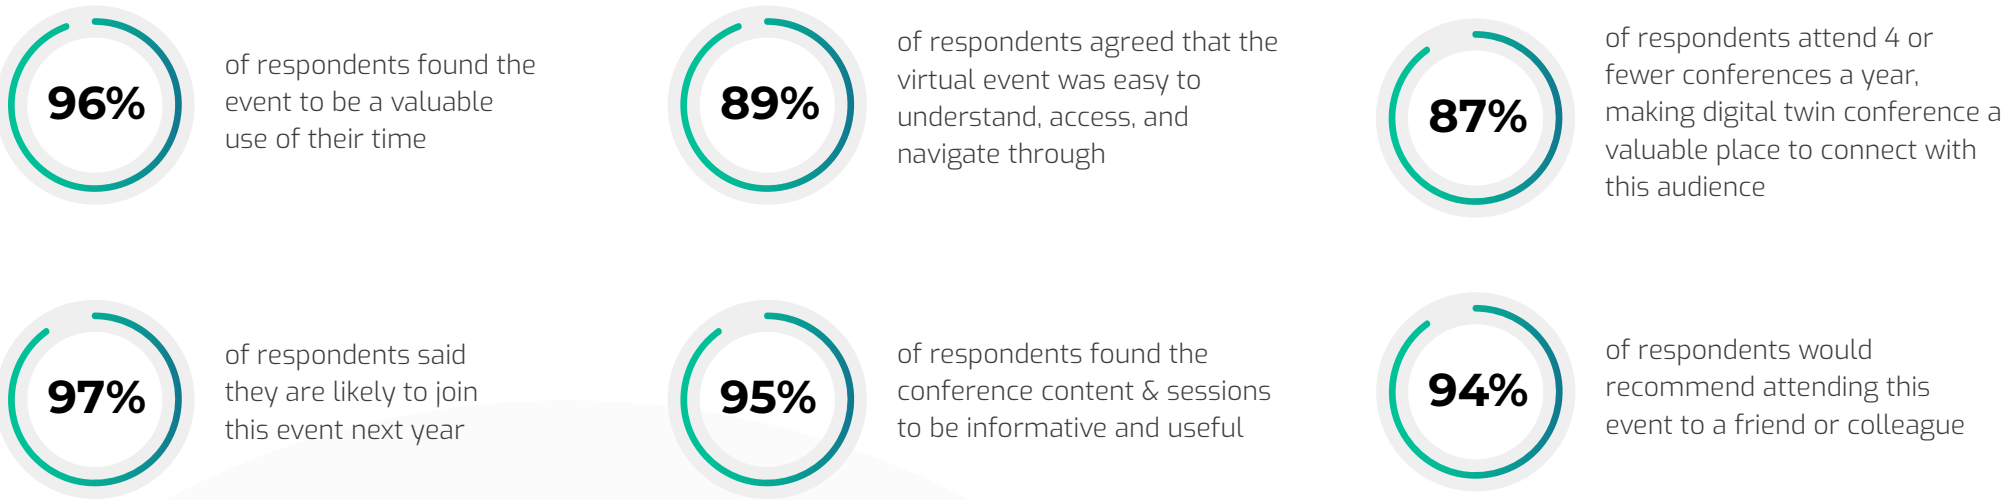 96%
of respondents found the
event to be a valuable
use of their time
89%
of respondents agreed that the
virtual event was easy to
understand, access, and
navigate through
87%
of respondents attend 4 or
fewer conferences a year,
making digital twin conference a
valuable place to connect with
this audience
97%
of respondents said
they are likely to join
this event next year
95%
of respondents found the
conference content & sessions
to be informative and useful
94%
of respondents would
recommend attending this
event to a friend or colleague